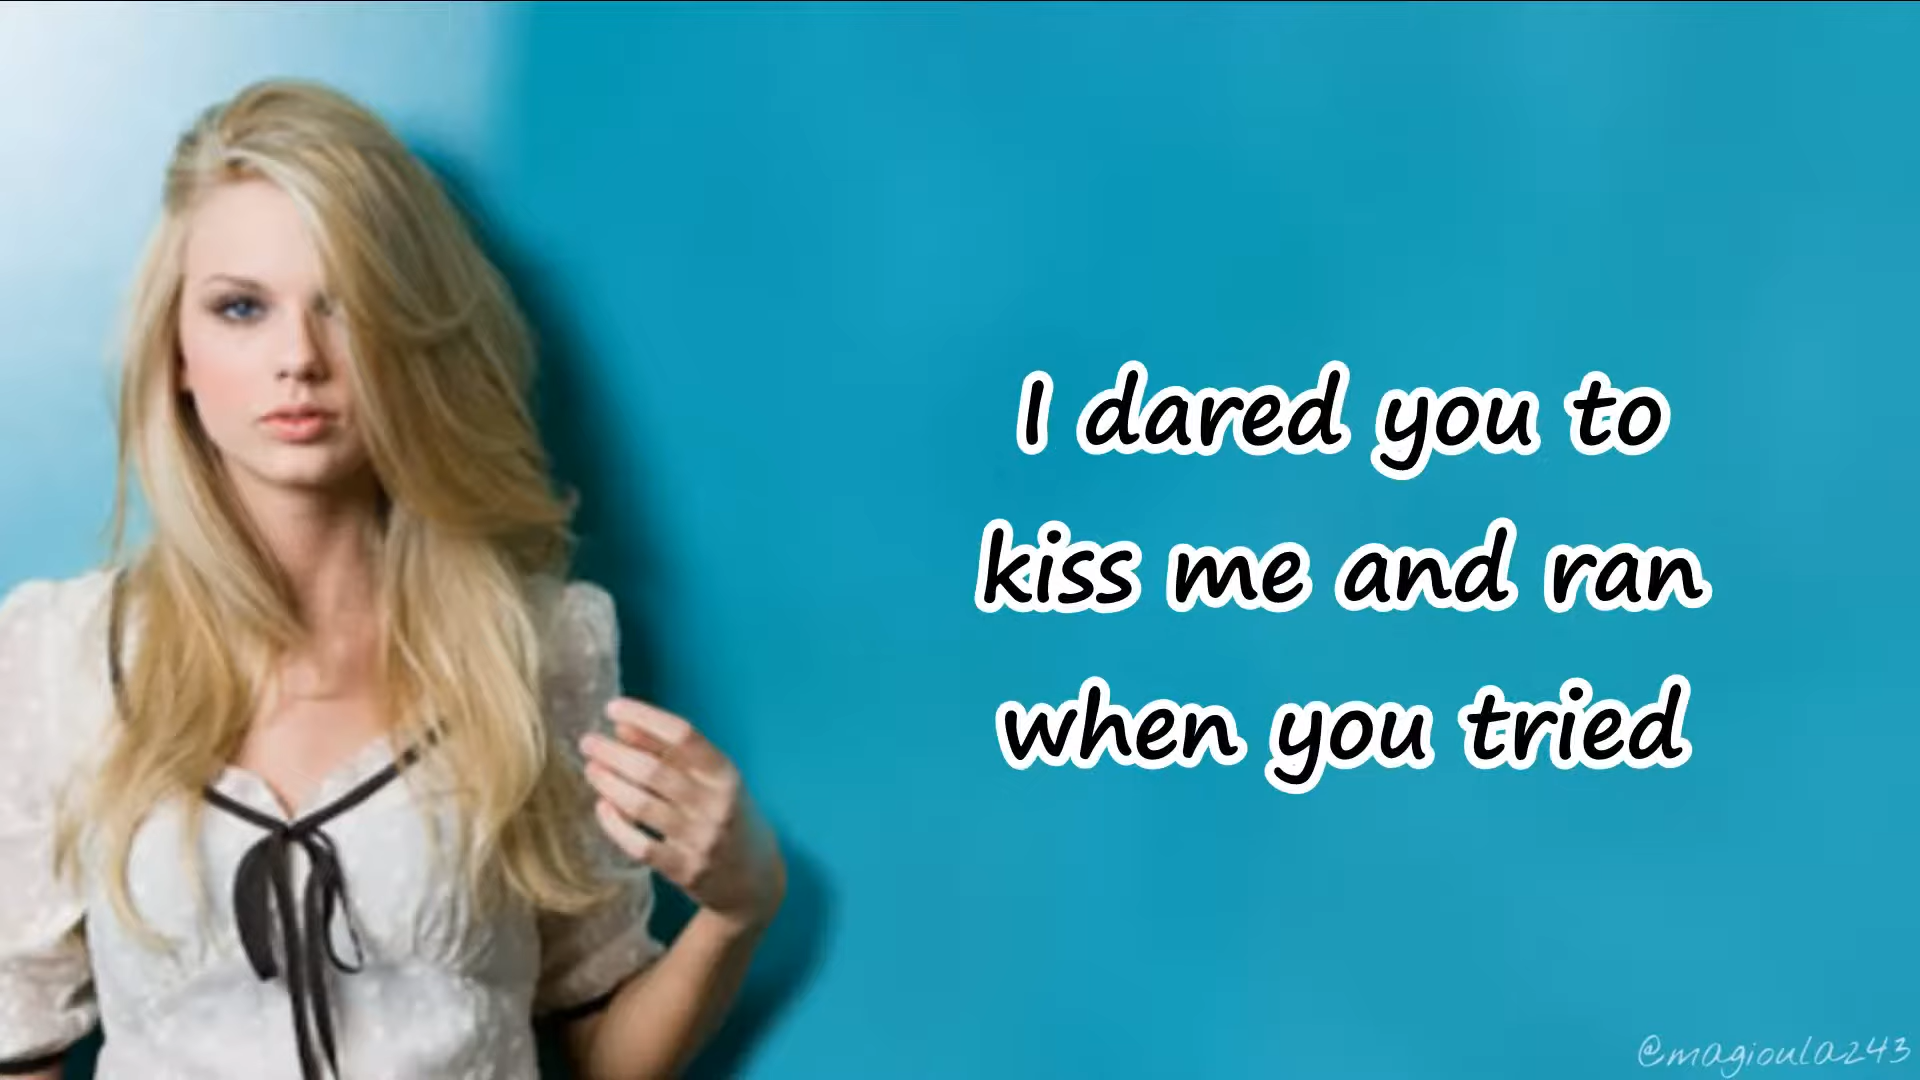 I dared you to
kiss me and ran
when you tried
@magioula243